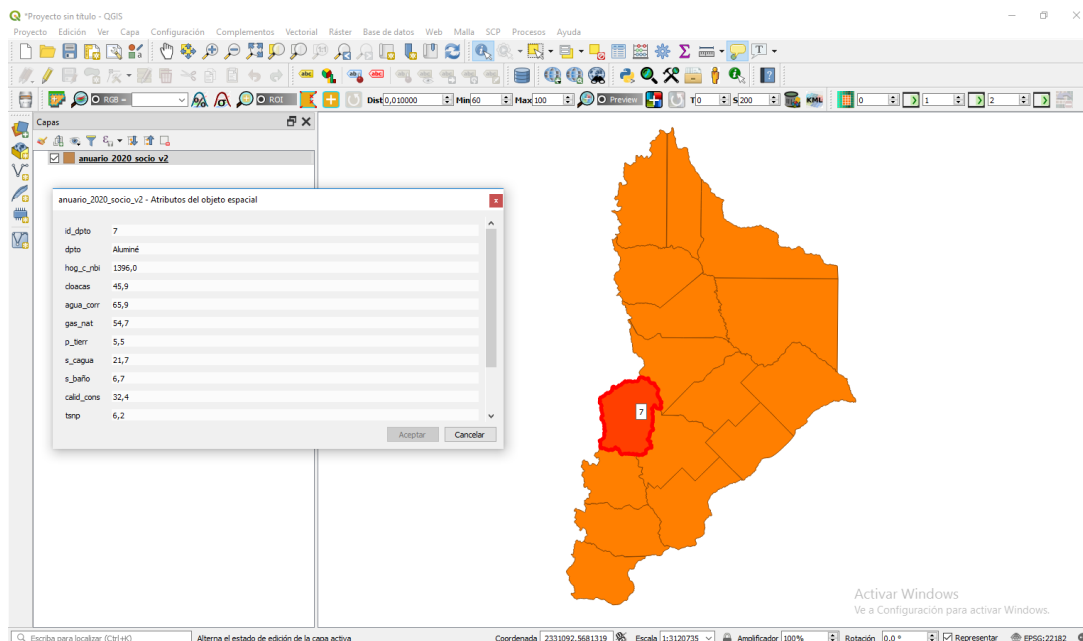 *Proyecto sin título - QGIS
Proyecto Edición Ver Capa Configuración Complementos Vectorial Ráster Base de datos Web Malla SCP Procesos Ayuda
RGB -
ROI
Dist 0,010000
Min 60
Max 100
Preview
T 0
S 200
KML
0
1
2
Capas
anuario_2020_socio_v2
anuario_2020_socio_v2 - Atributos del objeto espacial
id_dpto 7
dpto Aluminé
hog_c_nbi 1396,0
cloacas 45,9
agua_corr 65,9
gas_nat 54,7
p_tierr 5,5
s_cagua 21,7
s_baño 6,7
calid_cons 32,4
tsnp 6,2
Aceptar Cancelar
7
Activar Windows
Ve a Configuración para activar Windows.
Escriba para localizar (Ctrl+K) Alterna el estado de edición de la capa activa Coordenada 2331092.5681319 Escala 1:3120735 Amplificador 100% Rotación 0,0 ° Representar EPSG:22182